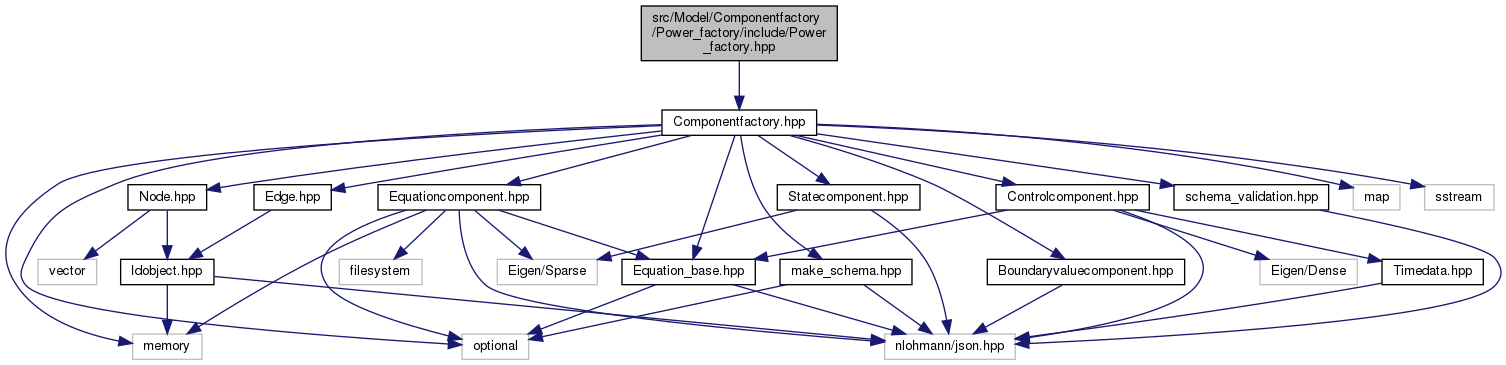 src/Model/Componentfactory
/Power_factory/include/Power
_factory.hpp
Componentfactory.hpp
Node.hpp
Edge.hpp
Equationcomponent.hpp
Statecomponent.hpp
Controlcomponent.hpp
schema_validation.hpp
map
sstream
vector
Idobject.hpp
filesystem
Eigen/Sparse
Equation_base.hpp
make_schema.hpp
Boundaryvaluecomponent.hpp
Eigen/Dense
Timedata.hpp
memory
optional
nlohmann/json.hpp